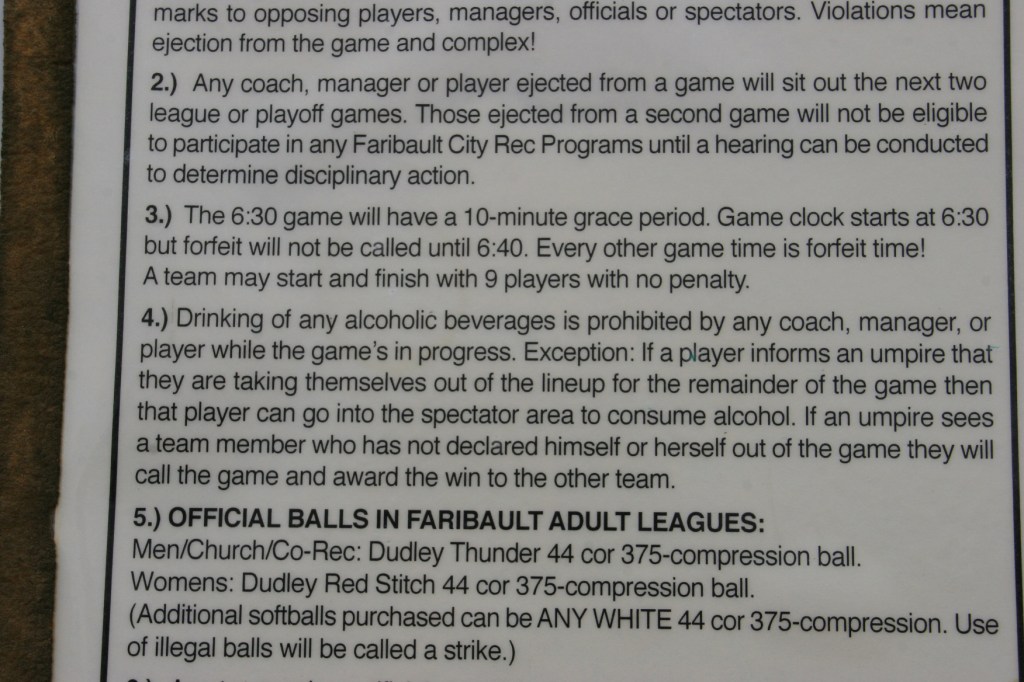 marks to opposing players, managers, officials or spectators. Violations mean
ejection from the game and complex!
2.) Any coach, manager or player ejected from a game will sit out the next two
league or playoff games. Those ejected from a second game will not be eligible
to participate in any Faribault City Rec Programs until a hearing can be conducted
to determine disciplinary action.
3.) The 6:30 game will have a 10-minute grace period. Game clock starts at 6:30
but forfeit will not be called until 6:40. Every other game time is forfeit time!
A team may start and finish with 9 players with no penalty.
4.) Drinking of any alcoholic beverages is prohibited by any coach, manager, or
player while the game's in progress. Exception: If a player informs an umpire that
they are taking themselves out of the lineup for the remainder of the game then
that player can go into the spectator area to consume alcohol. If an umpire sees
a team member who has not declared himself or herself out of the game they will
call the game and award the win to the other team.
5.) OFFICIAL BALLS IN FARIBAULT ADULT LEAGUES:
Men/Church/Co-Rec: Dudley Thunder 44 cor 375-compression ball.
Womens: Dudley Red Stitch 44 cor 375-compression ball.
(Additional softballs purchased can be ANY WHITE 44 cor 375-compression. Use
of illegal balls will be called a strike.)